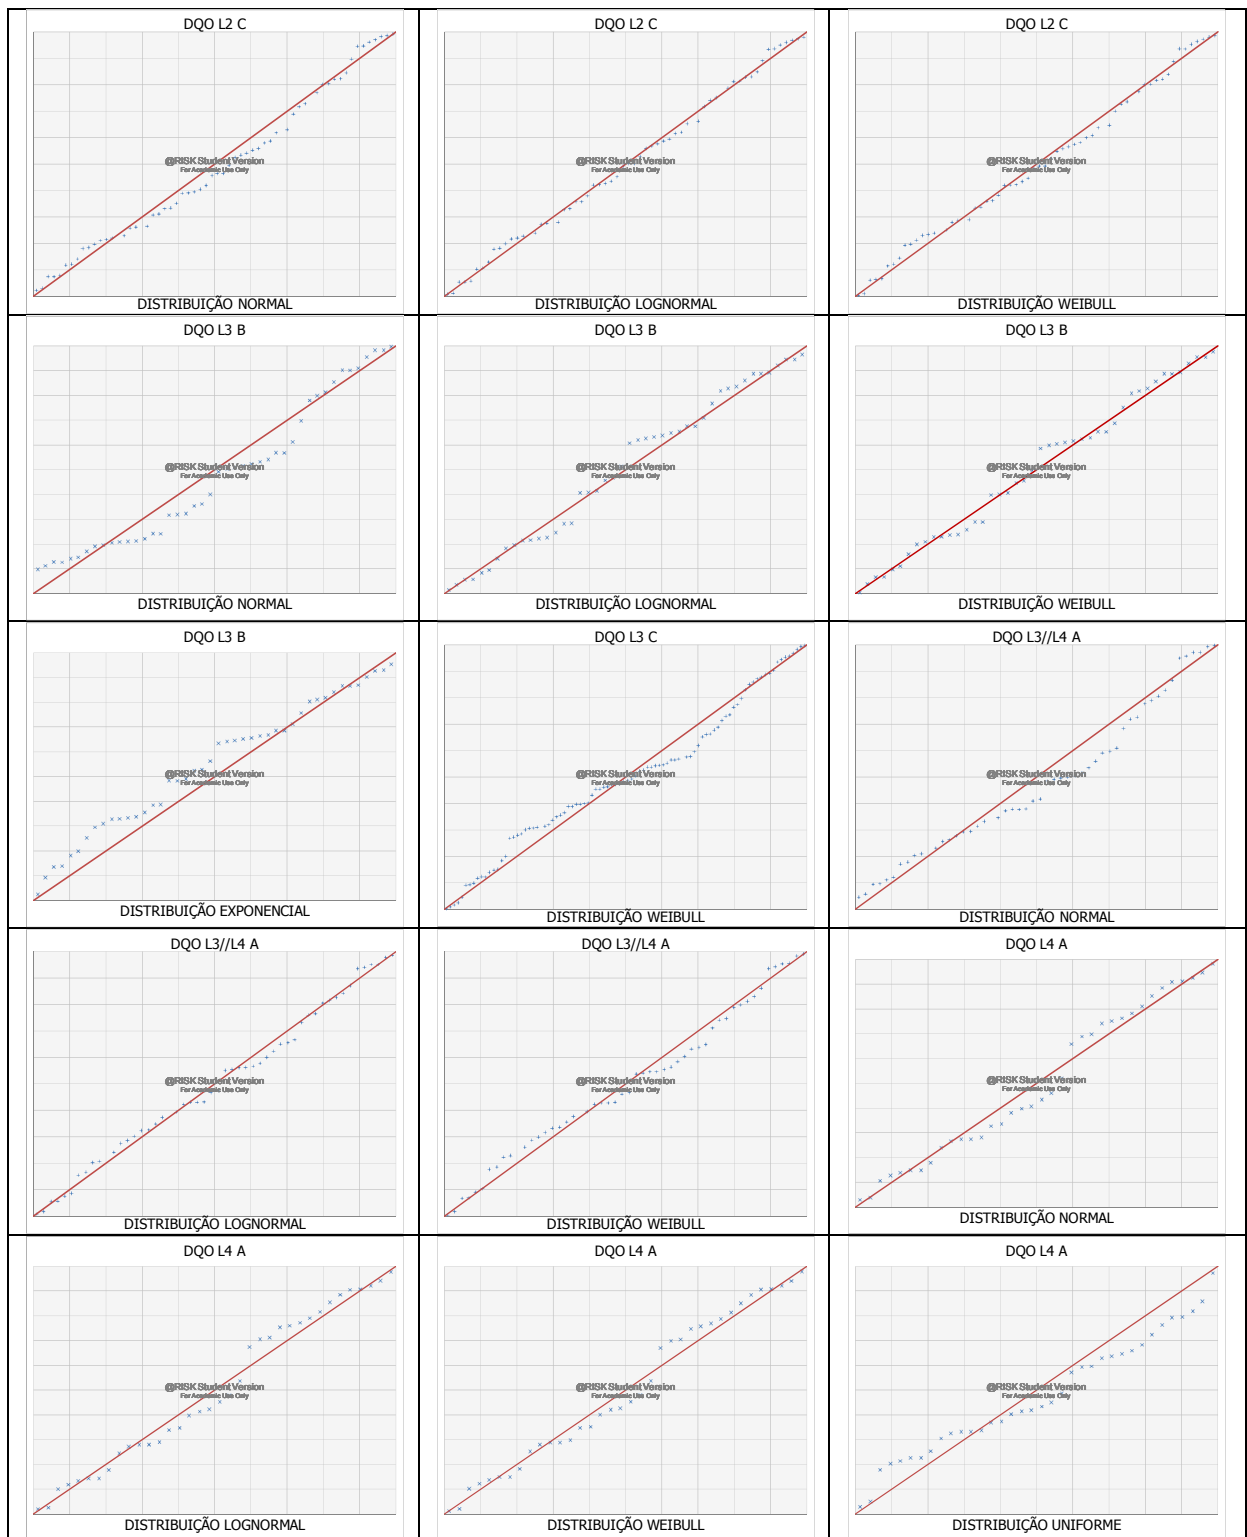 DQO L2 C
@RISK Student Version
For Academic Use Only
DISTRIBUIÇÃO NORMAL
DQO L2 C
@RISK Student Version
For Academic Use Only
DISTRIBUIÇÃO LOGNORMAL
DQO L2 C
@RISK Student Version
For Academic Use Only
DISTRIBUIÇÃO WEIBULL
DQO L3 B
@RISK Student Version
For Academic Use Only
DISTRIBUIÇÃO NORMAL
DQO L3 B
@RISK Student Version
For Academic Use Only
DISTRIBUIÇÃO LOGNORMAL
DQO L3 B
@RISK Student Version
For Academic Use Only
DISTRIBUIÇÃO WEIBULL
DQO L3 B
@RISK Student Version
For Academic Use Only
DISTRIBUIÇÃO EXPONENCIAL
DQO L3 C
@RISK Student Version
For Academic Use Only
DISTRIBUIÇÃO WEIBULL
DQO L3//L4 A
@RISK Student Version
For Academic Use Only
DISTRIBUIÇÃO NORMAL
DQO L3//L4 A
@RISK Student Version
For Academic Use Only
DISTRIBUIÇÃO LOGNORMAL
DQO L3//L4 A
@RISK Student Version
For Academic Use Only
DISTRIBUIÇÃO WEIBULL
DQO L4 A
@RISK Student Version
For Academic Use Only
DISTRIBUIÇÃO NORMAL
DQO L4 A
@RISK Student Version
For Academic Use Only
DISTRIBUIÇÃO LOGNORMAL
DQO L4 A
@RISK Student Version
For Academic Use Only
DISTRIBUIÇÃO WEIBULL
DQO L4 A
@RISK Student Version
For Academic Use Only
DISTRIBUIÇÃO UNIFORME